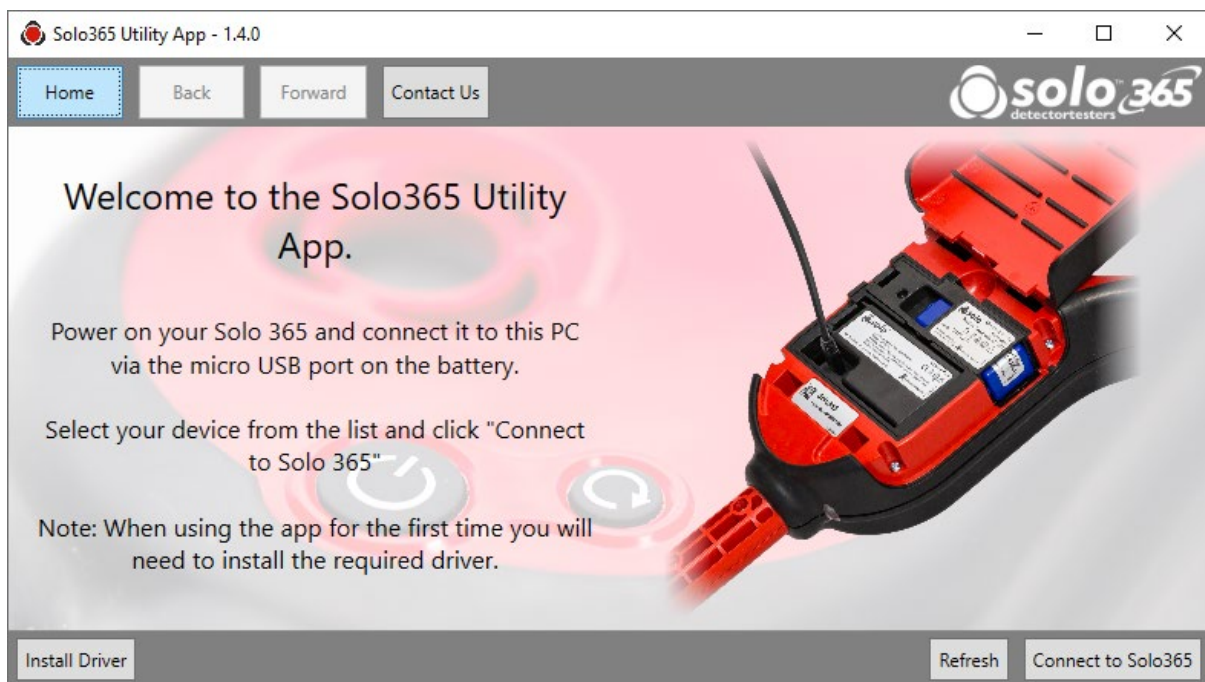 Solo365 Utility App - 1.4.0
Home
Back
Forward
Contact Us
solo™ 365
detectortesters
Welcome to the Solo365 Utility
App.
Power on your Solo 365 and connect it to this PC
via the micro USB port on the battery.
Select your device from the list and click "Connect
to Solo 365"
Note: When using the app for the first time you will
need to install the required driver.
solo
solo
Install Driver
Refresh
Connect to Solo365